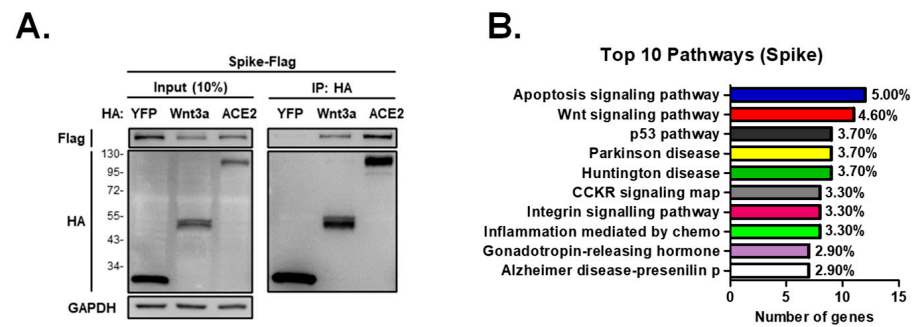 A.
Spike-Flag
Input (10%) IP: HA
HA: YFP Wnt3a ACE2 YFP Wnt3a ACE2
Flag
HA
130-
95-
72-
55-
43-
34-
GAPDH
B.
Top 10 Pathways (Spike)
Apoptosis signaling pathway 5.00%
Wnt signaling pathway 4.60%
p53 pathway 3.70%
Parkinson disease 3.70%
Huntington disease 3.70%
CCKR signaling map 3.30%
Integrin signalling pathway 3.30%
Inflammation mediated by chemo 3.30%
Gonadotropin-releasing hormone 2.90%
Alzheimer disease-presenilin p 2.90%
0 5 10 15
Number of genes